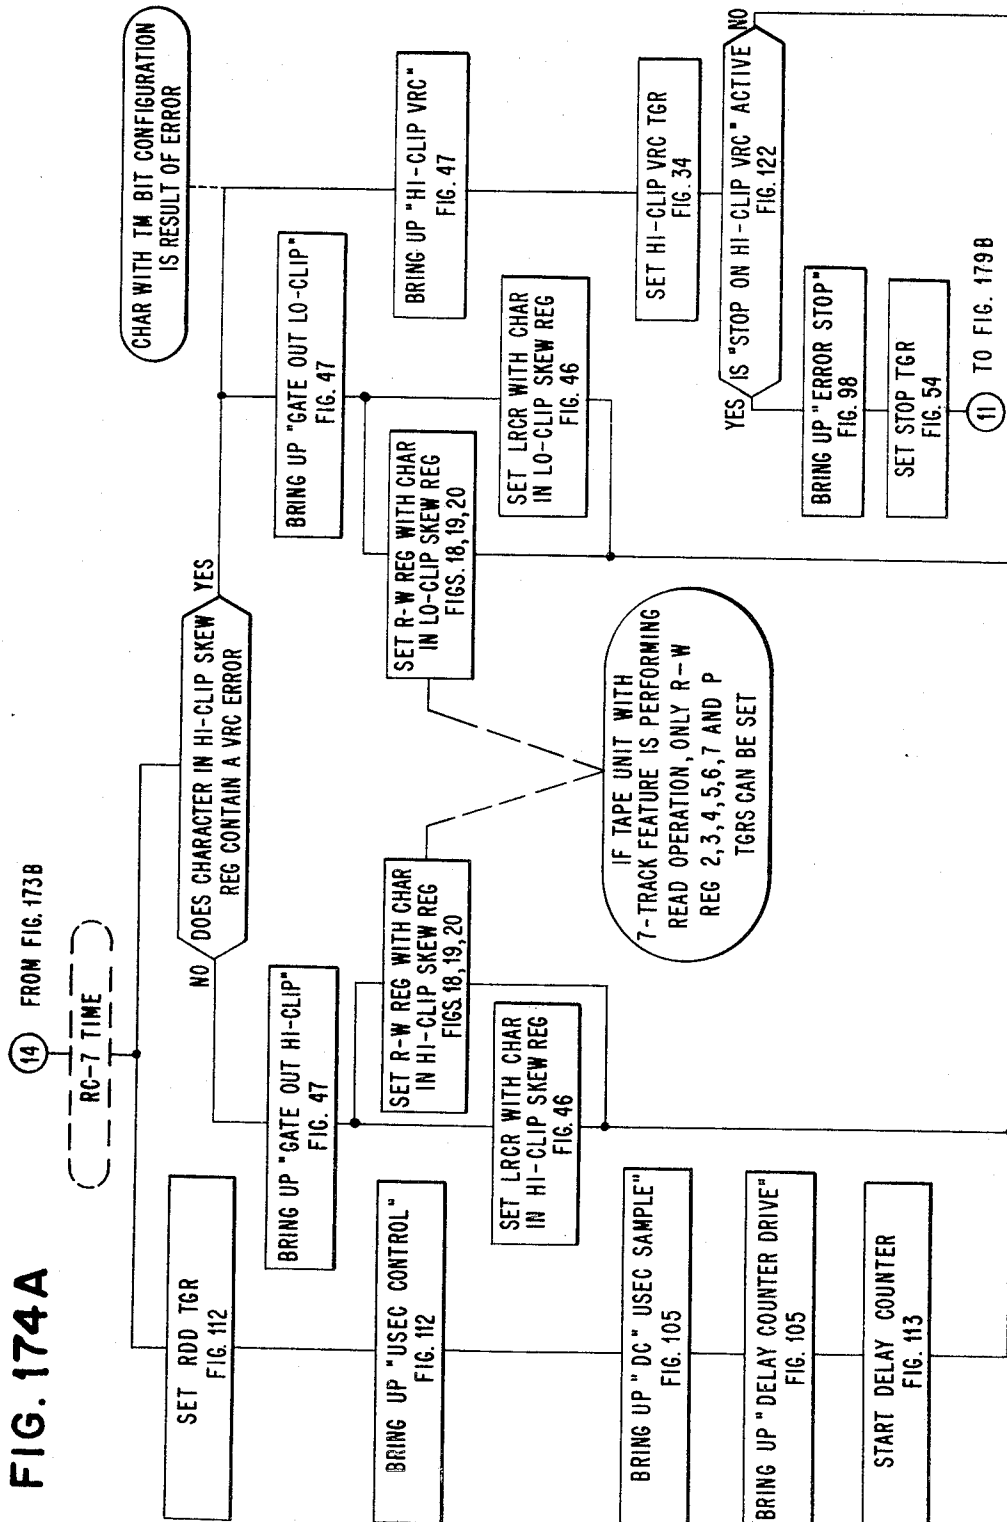 FIG. 174A
14 FROM FIG. 173B
RC-7 TIME
SET RDD TGR
FIG. 112
BRING UP "USEC CONTROL"
FIG. 112
BRING UP "DC" USEC SAMPLE"
FIG. 105
BRING UP "DELAY COUNTER DRIVE"
FIG. 105
START DELAY COUNTER
FIG. 113
NO
DOES CHARACTER IN HI-CLIP SKEW
REG CONTAIN A VRC ERROR
YES
BRING UP "GATE OUT HI-CLIP"
FIG. 47
SET R-W REG WITH CHAR
IN HI-CLIP SKEW REG
FIGS. 18, 19, 20
SET LRCR WITH CHAR
IN HI-CLIP SKEW REG
FIG. 46
IF TAPE UNIT WITH
7-TRACK FEATURE IS PERFORMING
READ OPERATION, ONLY R-W
REG 2,3,4,5,6,7 AND P
TGRS CAN BE SET
CHAR WITH TM BIT CONFIGURATION
IS RESULT OF ERROR
BRING UP "GATE OUT LO-CLIP"
FIG. 47
SET R-W REG WITH CHAR
IN LO-CLIP SKEW REG
FIGS. 18, 19, 20
SET LRCR WITH CHAR
IN LO-CLIP SKEW REG
FIG. 46
BRING UP "HI-CLIP VRC"
FIG. 47
SET HI-CLIP VRC TGR
FIG. 34
YES
IS "STOP ON HI-CLIP VRC" ACTIVE
FIG. 122
NO
BRING UP "ERROR STOP"
FIG. 98
SET STOP TGR
FIG. 54
11 TO FIG. 179B